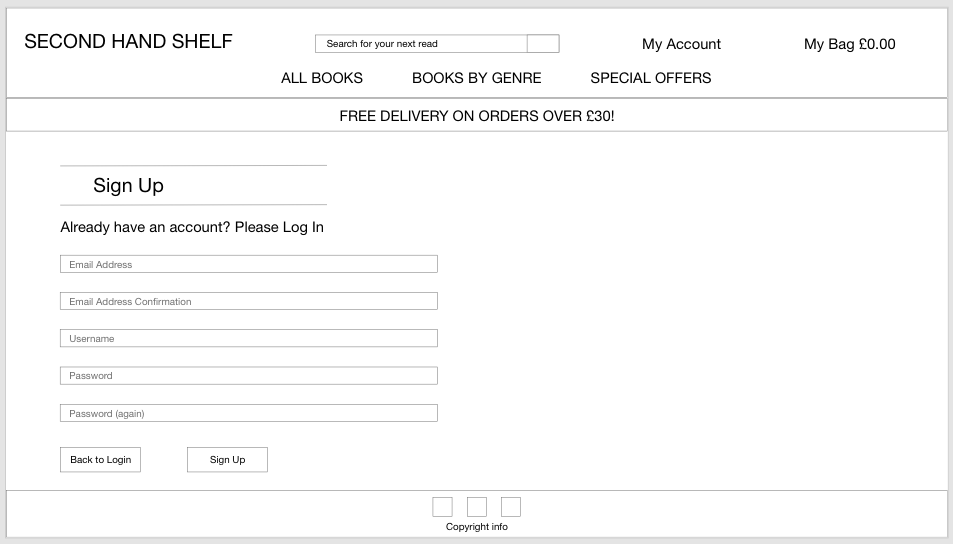 SECOND HAND SHELF
Search for your next read
My Account
My Bag £0.00
ALL BOOKS
BOOKS BY GENRE
SPECIAL OFFERS
FREE DELIVERY ON ORDERS OVER £30!
Sign Up
Already have an account? Please Log In
Email Address
Email Address Confirmation
Username
Password
Password (again)
Back to Login
Sign Up
Copyright info